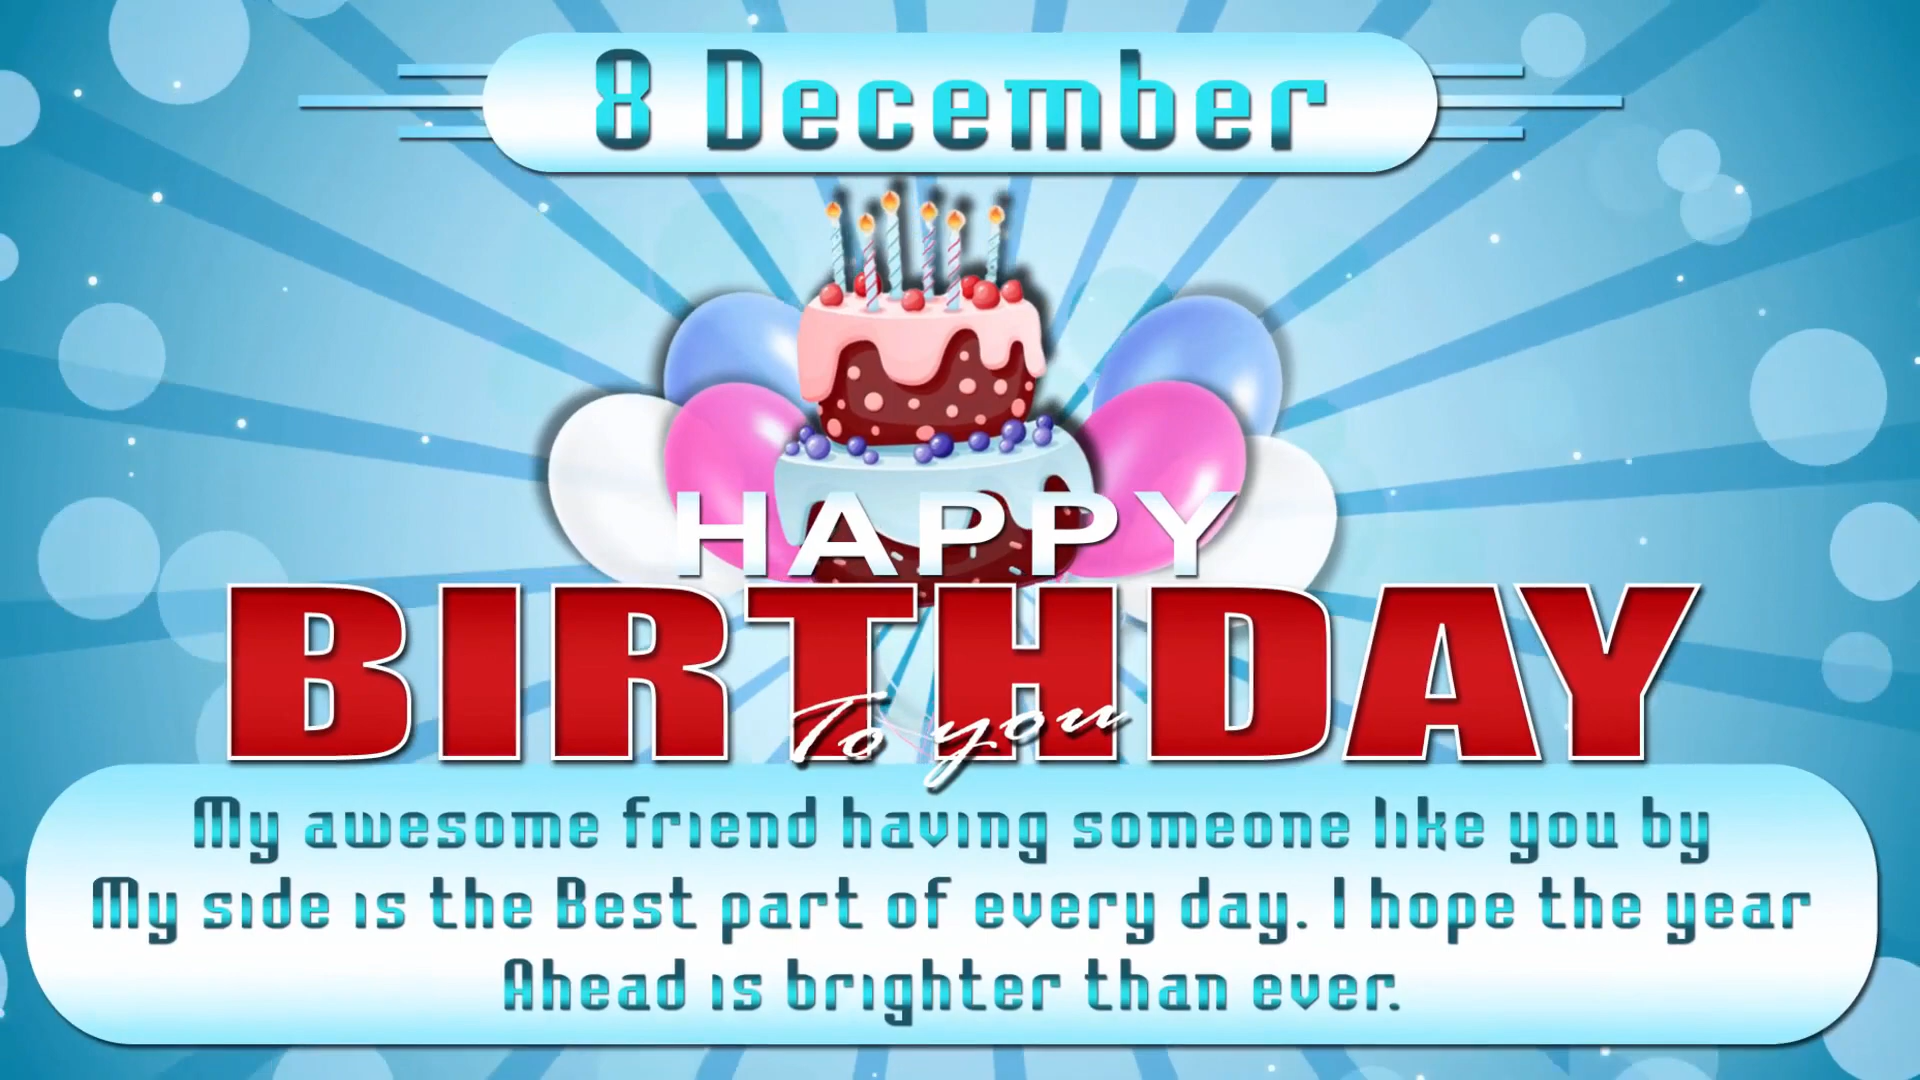 8 December
HAPPY
BIRTHDAY
To you
My awesome friend having someone like you by
My side is the Best part of every day. I hope the year
Ahead is brighter than ever.